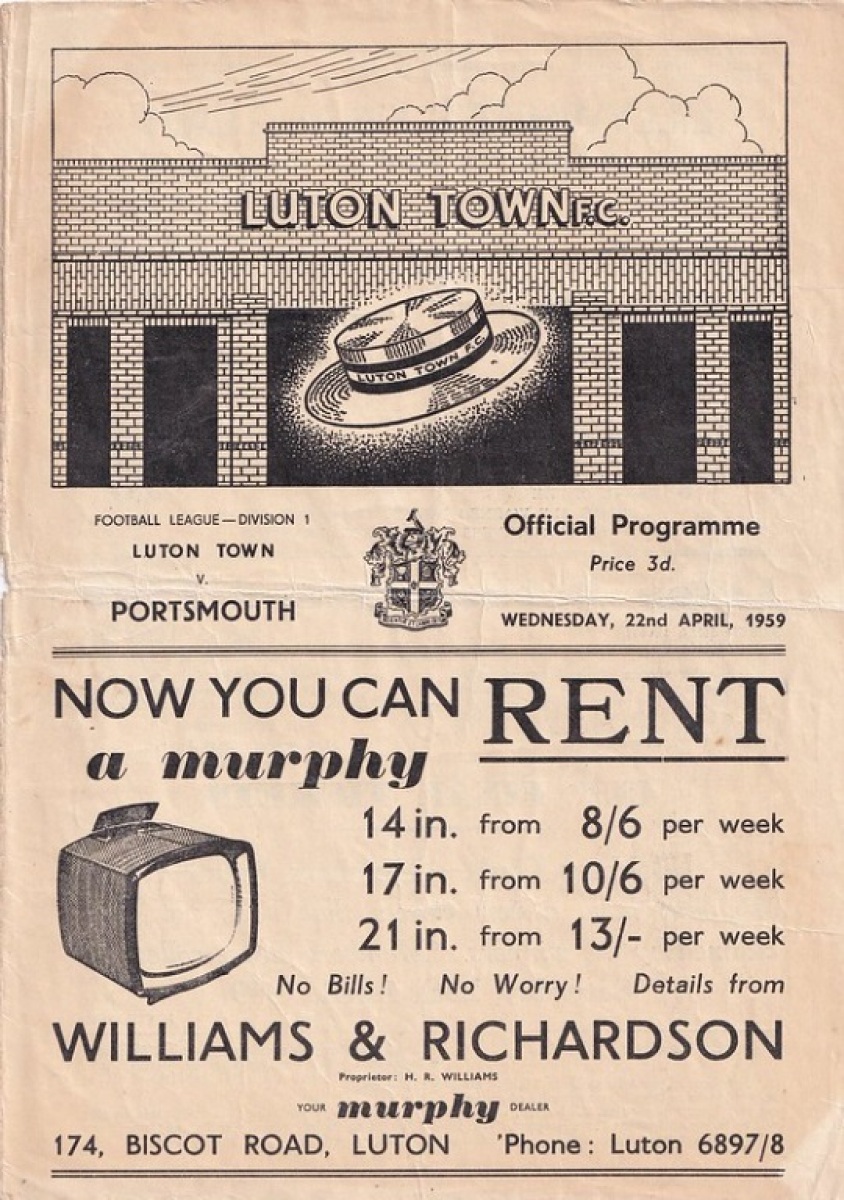 LUTON TOWN F.C.
LUTON TOWN F.C.
FOOTBALL LEAGUE — DIVISION 1
LUTON TOWN
v.
PORTSMOUTH
Official Programme
Price 3d.
WEDNESDAY, 22nd APRIL, 1959
NOW YOU CAN RENT
a murphy
14 in. from 8/6 per week
17 in. from 10/6 per week
21 in. from 13/- per week
No Bills! No Worry! Details from
WILLIAMS & RICHARDSON
Proprietor: H. R. WILLIAMS
YOUR murphy DEALER
174, BISCOT ROAD, LUTON 'Phone: Luton 6897/8